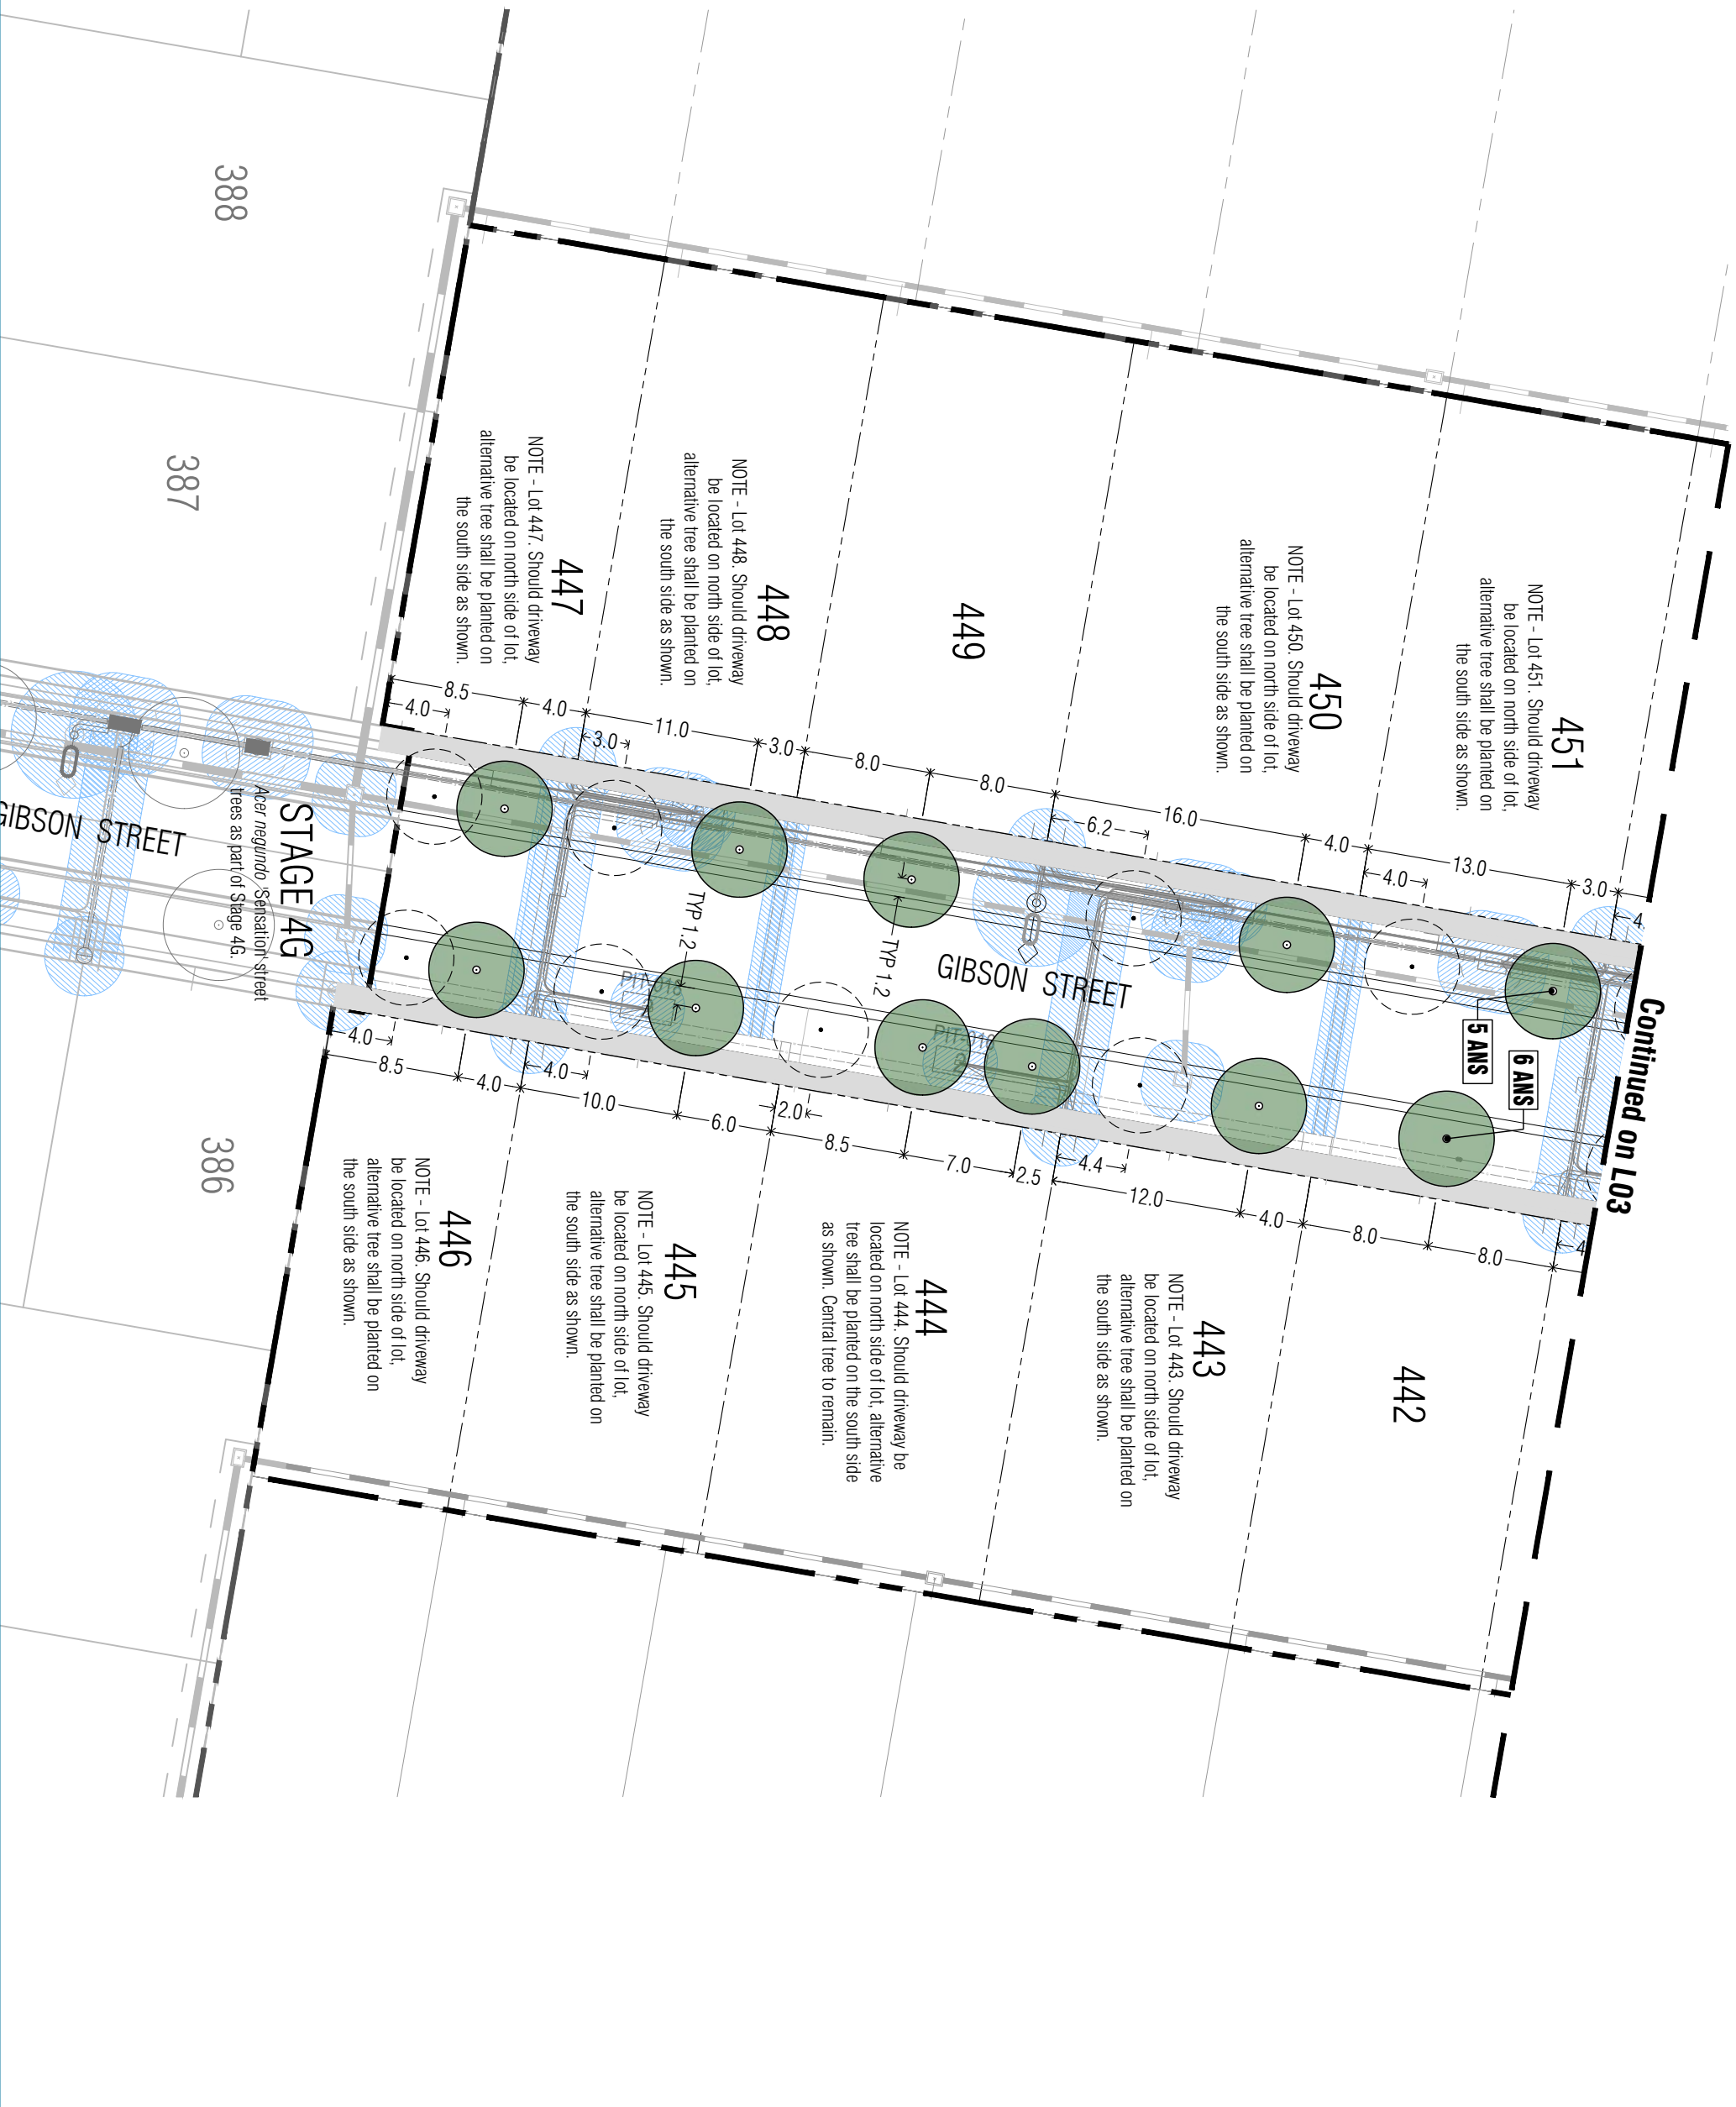 388
387
386
STAGE 4G
Acer negundo 'Sensation' street
trees as part of Stage 4G.
GIBSON STREET
447
NOTE - Lot 447. Should driveway
be located on north side of lot,
alternative tree shall be planted on
the south side as shown.
448
NOTE - Lot 448. Should driveway
be located on north side of lot,
alternative tree shall be planted on
the south side as shown.
449
450
NOTE - Lot 450. Should driveway
be located on north side of lot,
alternative tree shall be planted on
the south side as shown.
451
NOTE - Lot 451. Should driveway
be located on north side of lot,
alternative tree shall be planted on
the south side as shown.
8.5
4.0
4.0
3.0
11.0
3.0
8.0
8.0
6.2
16.0
4.0
4.0
13.0
3.0
4
TYP 1.2
TYP 1.2
GIBSON STREET
5 ANS
6 ANS
Continued on L03
4.0
8.5
4.0
4.0
10.0
6.0
2.0
8.5
7.0
2.5
4.4
12.0
4.0
8.0
8.0
4
446
NOTE - Lot 446. Should driveway
be located on north side of lot,
alternative tree shall be planted on
the south side as shown.
445
NOTE - Lot 445. Should driveway
be located on north side of lot,
alternative tree shall be planted on
the south side as shown.
444
NOTE - Lot 444. Should driveway be
located on north side of lot, alternative
tree shall be planted on the south side
as shown. Central tree to remain.
443
NOTE - Lot 443. Should driveway
be located on north side of lot,
alternative tree shall be planted on
the south side as shown.
442